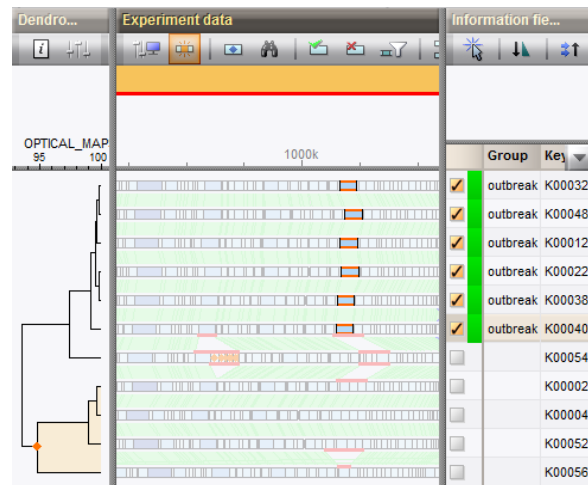 Dendro...
Experiment data
Information fie...
OPTICAL_MAP
95 100
1000k
Group Key
outbreak K00032
outbreak K00048
outbreak K00012
outbreak K00022
outbreak K00038
outbreak K00040
K00054
K00002
K00004
K00052
K00056